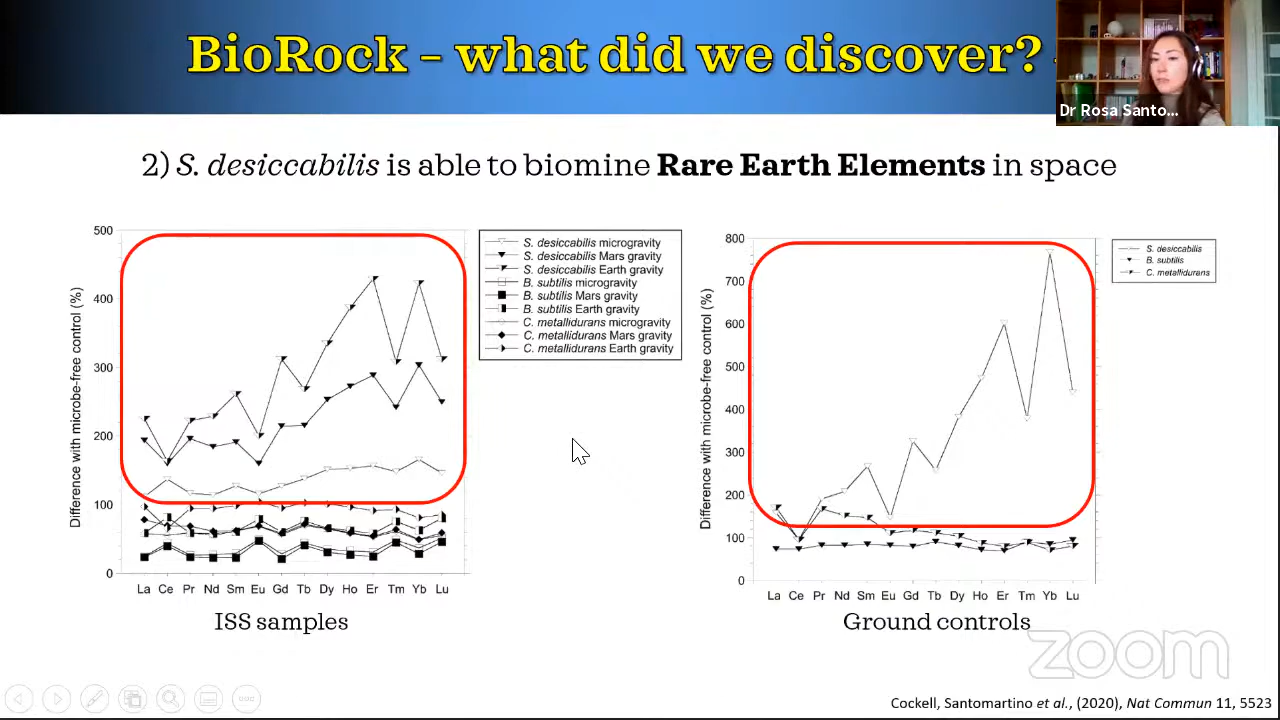 BioRock – what did we discover? -
Dr Rosa Santo...
2) S. desiccabilis is able to biomine Rare Earth Elements in space
Difference with microbe-free control (%)
500
400
300
200
100
0
La Ce Pr Nd Sm Eu Gd Tb Dy Ho Er Tm Yb Lu
ISS samples
S. desiccabilis microgravity
S. desiccabilis Mars gravity
S. desiccabilis Earth gravity
B. subtilis microgravity
B. subtilis Mars gravity
B. subtilis Earth gravity
C. metallidurans microgravity
C. metallidurans Mars gravity
C. metallidurans Earth gravity
Difference with microbe-free control (%)
800
700
600
500
400
300
200
100
0
La Ce Pr Nd Sm Eu Gd Tb Dy Ho Er Tm Yb Lu
Ground controls
S. desiccabilis
B. subtilis
C. metallidurans
zoom
Cockell, Santomartino et al., (2020), Nat Commun 11, 5523